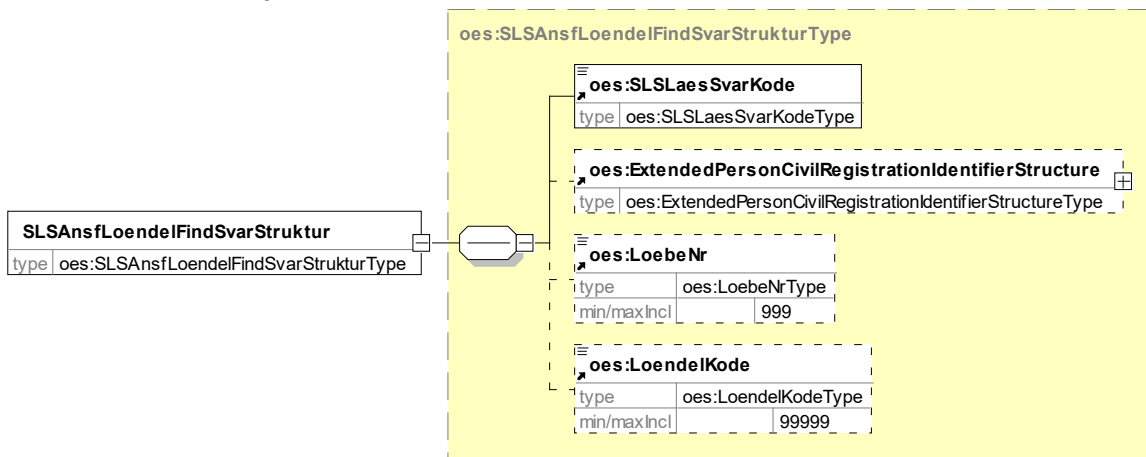 oes:SLSAnsfLoendelFindSvarStrukturType
oes:SLSLaesSvarKode
type oes:SLSLaesSvarKodeType
oes:ExtendedPersonCivilRegistrationIdentifierStructure
type oes:ExtendedPersonCivilRegistrationIdentifierStructureType
SLSAnsfLoendelFindSvarStruktur
type oes:SLSAnsfLoendelFindSvarStrukturType
oes:LoebeNr
type oes:LoebeNrType
min/maxIncl 999
oes:LoendelKode
type oes:LoendelKodeType
min/maxIncl 99999